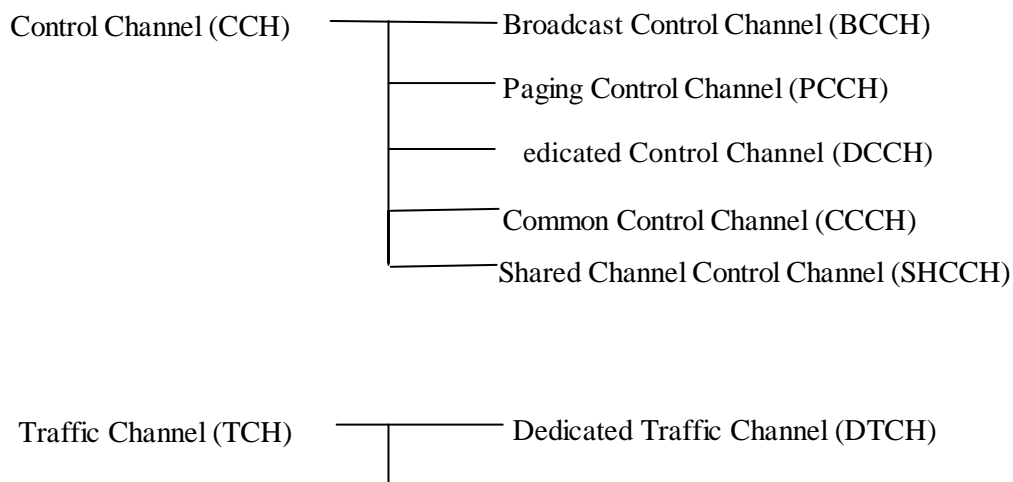 Control Channel (CCH) Broadcast Control Channel (BCCH)
Paging Control Channel (PCCH)
edicated Control Channel (DCCH)
Common Control Channel (CCCH)
Shared Channel Control Channel (SHCCH)
Traffic Channel (TCH) Dedicated Traffic Channel (DTCH)